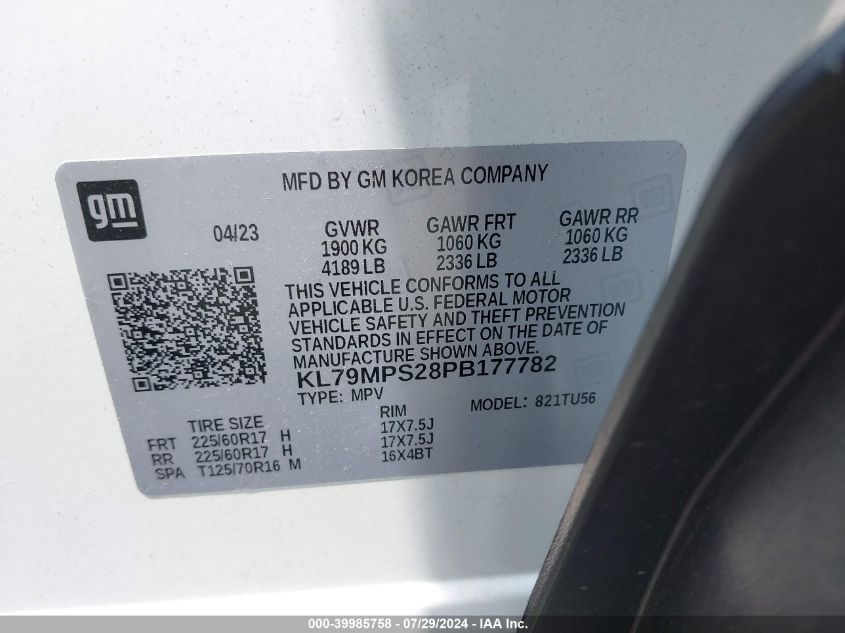 MFD BY GM KOREA COMPANY
gm
04/23
GVWR GAWR FRT GAWR RR
1900 KG 1060 KG 1060 KG
4189 LB 2336 LB 2336 LB
THIS VEHICLE CONFORMS TO ALL
APPLICABLE U.S. FEDERAL MOTOR
VEHICLE SAFETY AND THEFT PREVENTION
STANDARDS IN EFFECT ON THE DATE OF
MANUFACTURE SHOWN ABOVE.
KL79MPS28PB177782
TYPE: MPV MODEL: 821TU56
TIRE SIZE RIM
FRT 225/60R17 H 17X7.5J
RR 225/60R17 H 17X7.5J
SPA T125/70R16 M 16X4BT
000-39985758 - 07/29/2024 - IAA Inc.